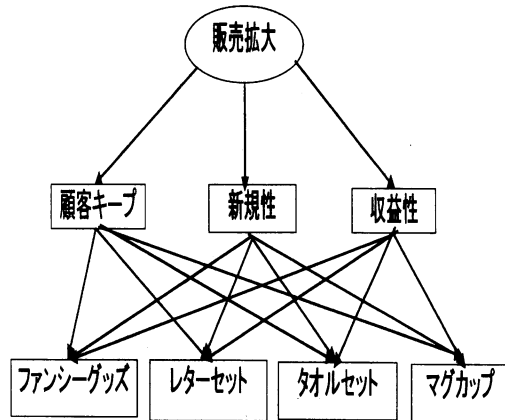 販売拡大
顧客キープ
新規性
収益性
ファンシーグッズ
レターセット
タオルセット
マグカップ